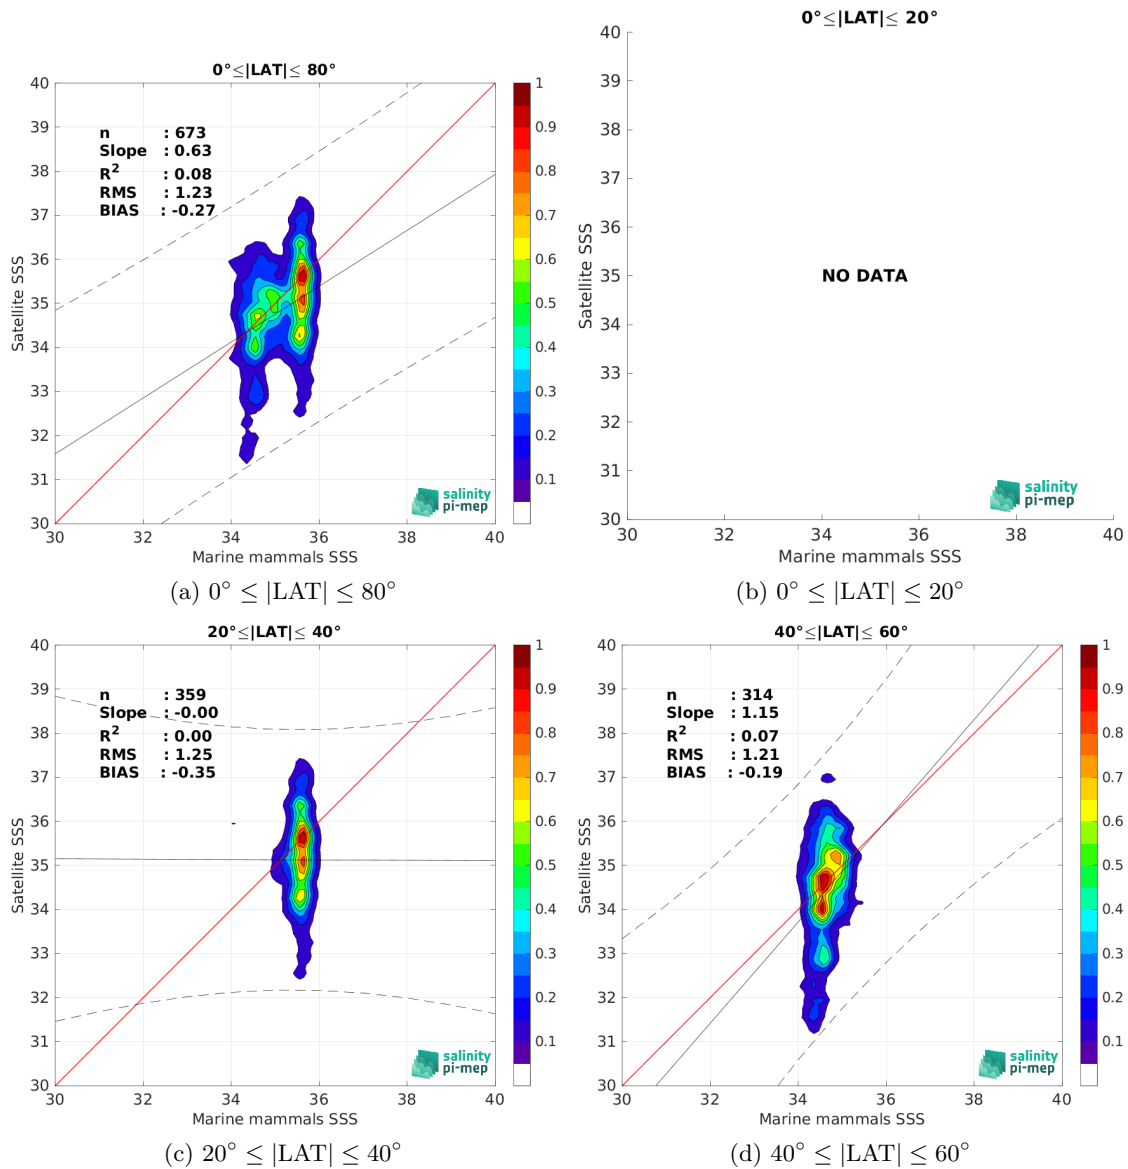 0°≤|LAT|≤ 80°
40
39
38
37
36
35
34
33
32
31
30
Satellite SSS
n : 673
Slope : 0.63
R² : 0.08
RMS : 1.23
BIAS : -0.27
1
0.9
0.8
0.7
0.6
0.5
0.4
0.3
0.2
0.1
salinity
pi-mep
30 32 34 36 38 40
Marine mammals SSS
(a) 0° ≤ |LAT| ≤ 80°
0°≤|LAT|≤ 20°
40
39
38
37
36
35
34
33
32
31
30
Satellite SSS
NO DATA
salinity
pi-mep
30 32 34 36 38 40
Marine mammals SSS
(b) 0° ≤ |LAT| ≤ 20°
20°≤|LAT|≤ 40°
40
39
38
37
36
35
34
33
32
31
30
Satellite SSS
n : 359
Slope : -0.00
R² : 0.00
RMS : 1.25
BIAS : -0.35
1
0.9
0.8
0.7
0.6
0.5
0.4
0.3
0.2
0.1
salinity
pi-mep
30 32 34 36 38 40
Marine mammals SSS
(c) 20° ≤ |LAT| ≤ 40°
40°≤|LAT|≤ 60°
40
39
38
37
36
35
34
33
32
31
30
Satellite SSS
n : 314
Slope : 1.15
R² : 0.07
RMS : 1.21
BIAS : -0.19
1
0.9
0.8
0.7
0.6
0.5
0.4
0.3
0.2
0.1
salinity
pi-mep
30 32 34 36 38 40
Marine mammals SSS
(d) 40° ≤ |LAT| ≤ 60°